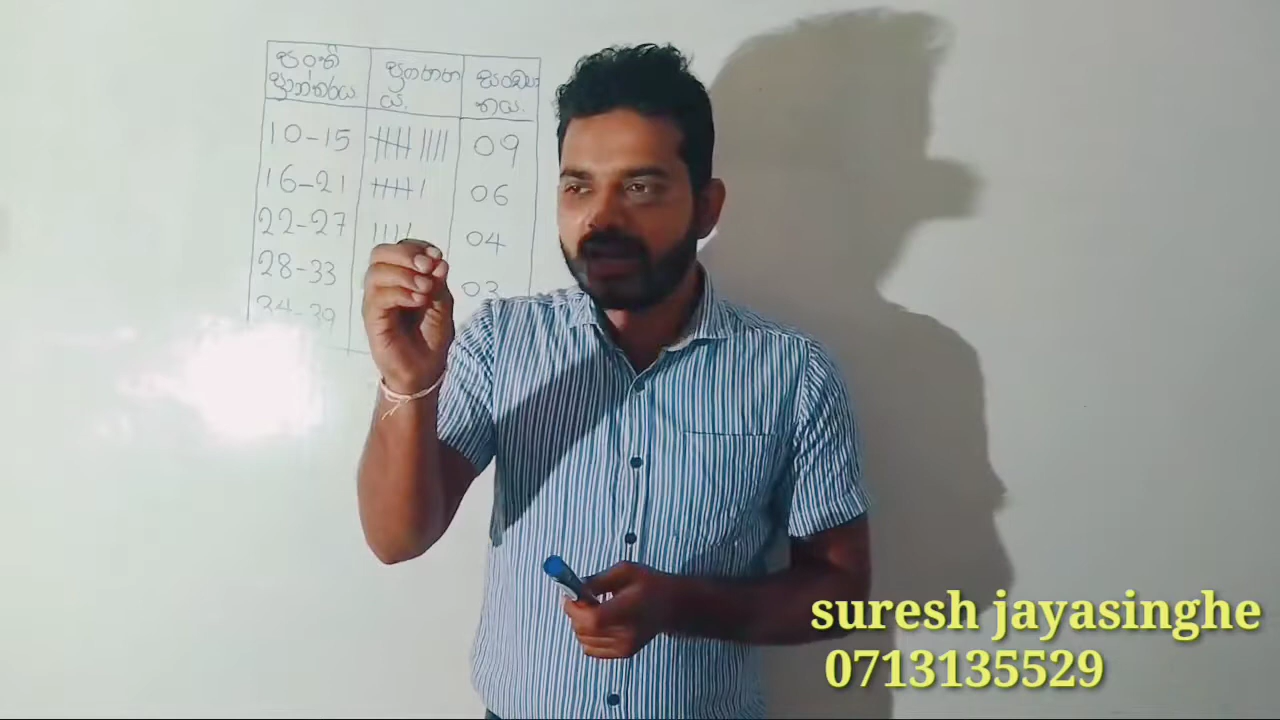 පංති ප්‍රගණන සංඛ්‍යා
ප්‍රාන්තරය. ය. තය.
10-15 𝍸 |||| 09
16-21 𝍸 | 06
22-27 04
28-33 03
34-39
suresh jayasinghe
0713135529